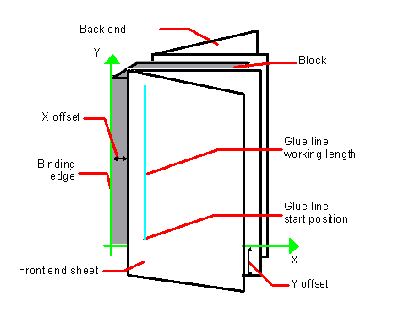 Back end
Y
Block
X offset
Glue line
working length
Binding
edge
Glue line
start position
X
Front end sheet
Y offset